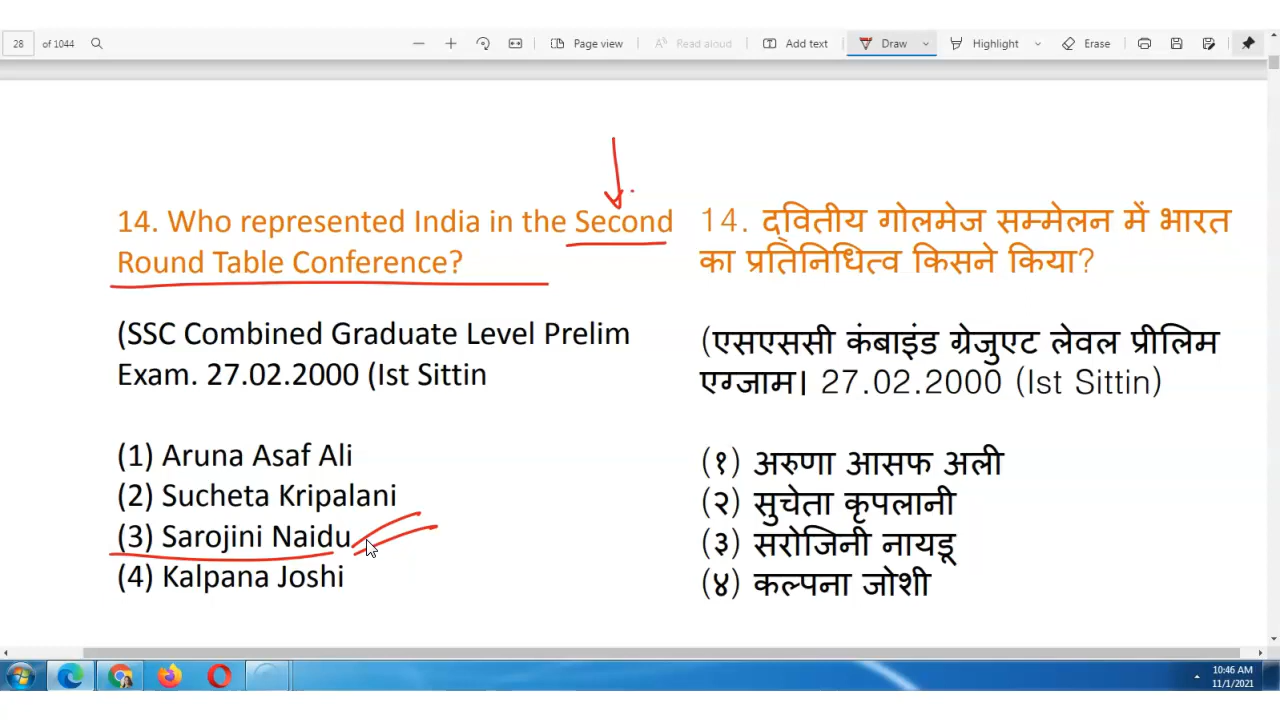 28 of 1044 Page view Read aloud Add text Draw Highlight Erase
14. Who represented India in the Second
Round Table Conference?
(SSC Combined Graduate Level Prelim
Exam. 27.02.2000 (Ist Sittin
(1) Aruna Asaf Ali
(2) Sucheta Kripalani
(3) Sarojini Naidu
(4) Kalpana Joshi
14. द्वितीय गोलमेज सम्मेलन में भारत
का प्रतिनिधित्व किसने किया?
(एसएससी कंबाइंड ग्रेजुएट लेवल प्रीलिम
एग्जाम। 27.02.2000 (Ist Sittin)
(१) अरुणा आसफ अली
(२) सुचेता कृपलानी
(३) सरोजिनी नायडू
(४) कल्पना जोशी
10:46 AM
11/1/2021